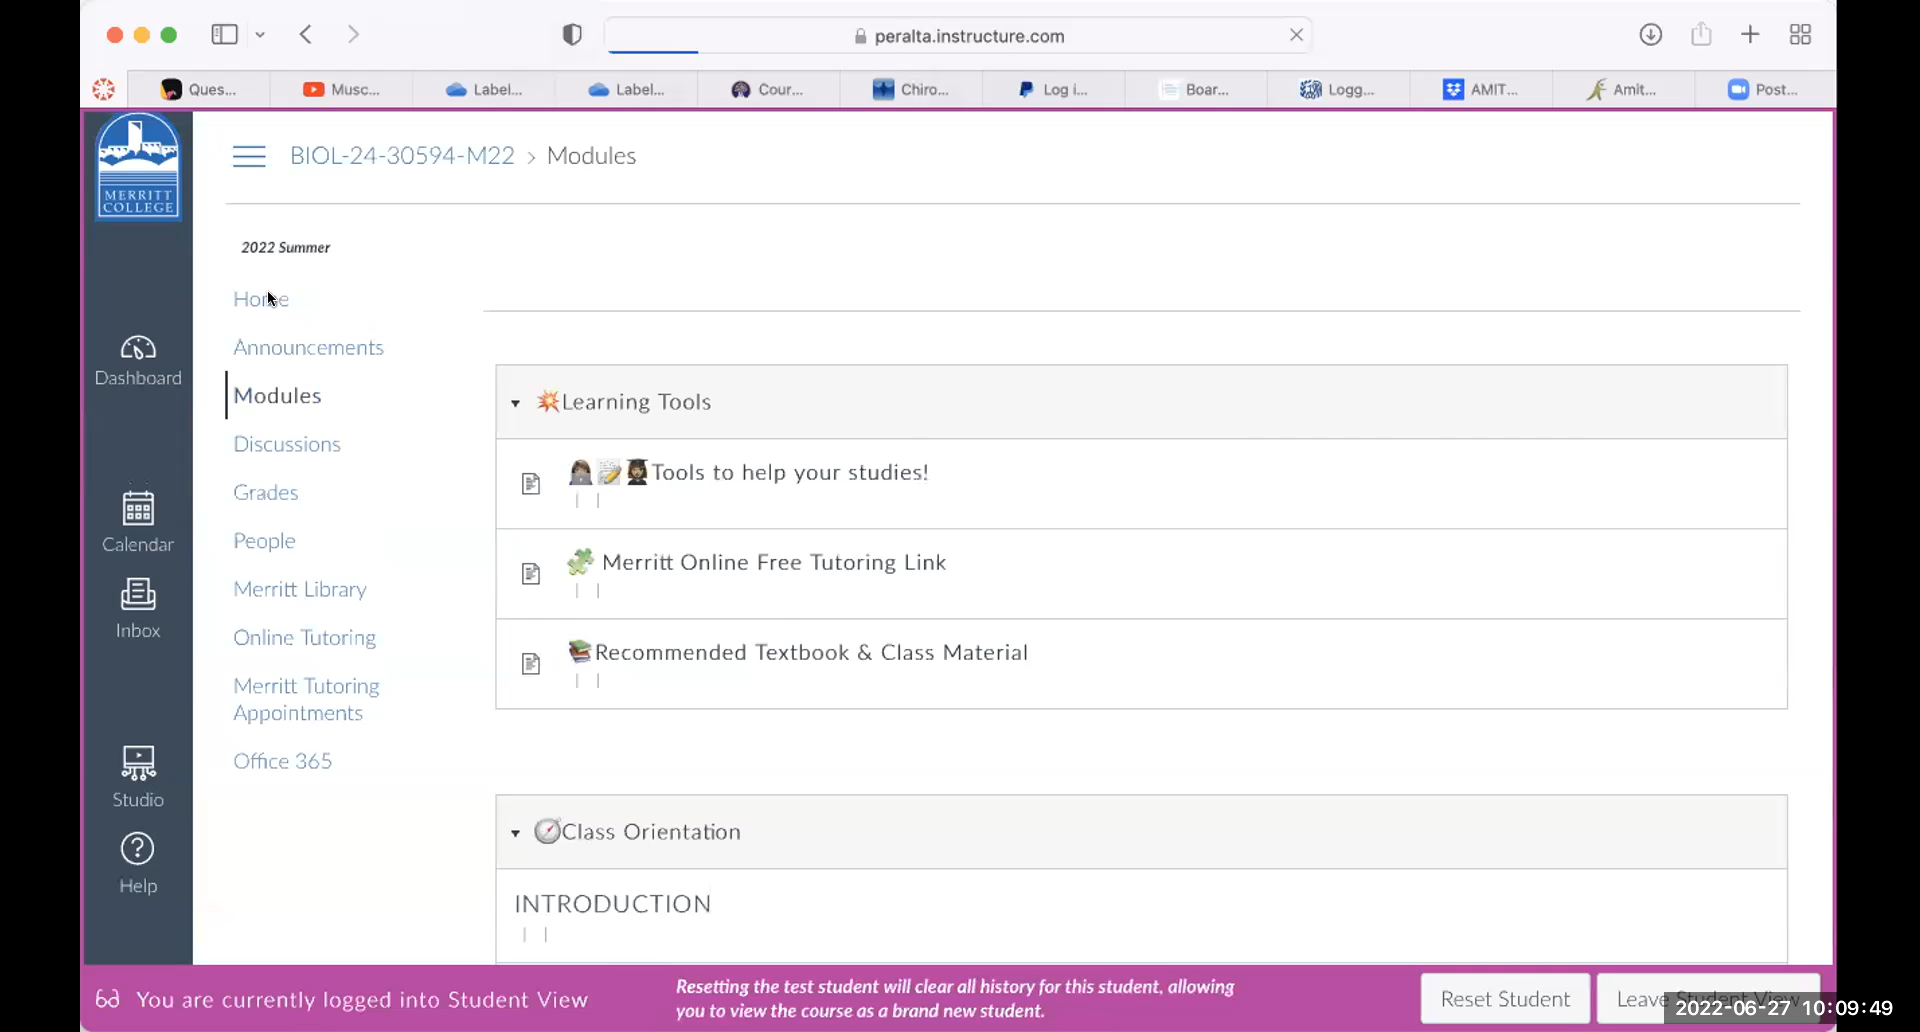 peralta.instructure.com
Ques...
Musc...
Label...
Label...
Cour...
Chiro...
Log i...
Boar...
Logg...
AMIT...
Amit...
Post...
MERRITT
COLLEGE
BIOL-24-30594-M22 > Modules
2022 Summer
Home
Announcements
Modules
Discussions
Grades
People
Merritt Library
Online Tutoring
Merritt Tutoring
Appointments
Office 365
Dashboard
Calendar
Inbox
Studio
Help
💥Learning Tools
Tools to help your studies!
Merritt Online Free Tutoring Link
Recommended Textbook & Class Material
Class Orientation
INTRODUCTION
You are currently logged into Student View
Resetting the test student will clear all history for this student, allowing
you to view the course as a brand new student.
Reset Student
Leave Student View
2022-06-27 10:09:49